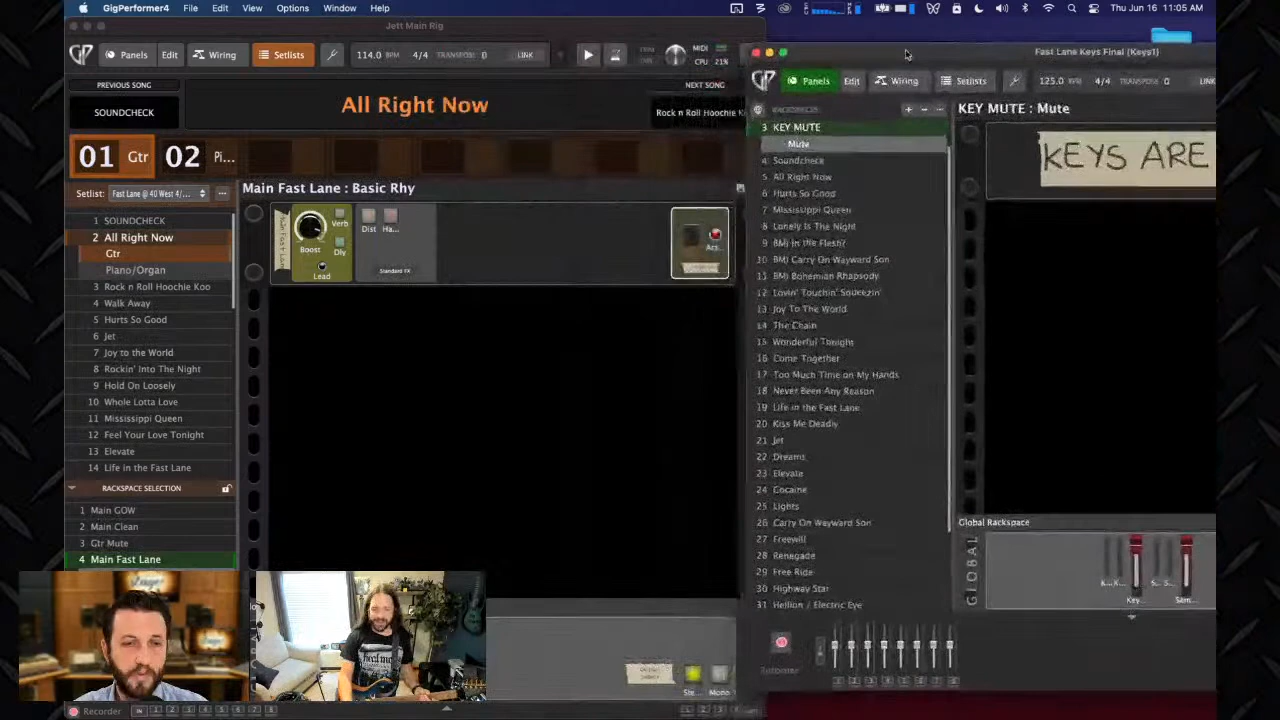 GigPerformer4 File Edit View Options Window Help
Thu Jun 16 11:05 AM
Jett Main Rig
Panels Edit Wiring Setlists 114.0 BPM 4/4 TRANSPOSE 0 LINK
MIDI
CPU 21%
PREVIOUS SONG
NEXT SONG
SOUNDCHECK
All Right Now
Rock n Roll Hoochie K
01 Gtr 02 Pi...
Setlist: Fast Lane @ 40 West 4/...
Main Fast Lane : Basic Rhy
1 SOUNDCHECK
2 All Right Now
Gtr
Piano/Organ
3 Rock n Roll Hoochie Koo
4 Walk Away
5 Hurts So Good
6 Jet
7 Joy to the World
8 Rockin' Into The Night
9 Hold On Loosely
10 Whole Lotta Love
11 Mississippi Queen
12 Feel Your Love Tonight
13 Elevate
14 Life in the Fast Lane
RACKSPACE SELECTION
1 Main GOW
2 Main Clean
3 Gtr Mute
4 Main Fast Lane
Boost
Verb
Dly
Lead
Dist Ha...
Standard FX
Acs...
Ste... Mono
Recorder
Fast Lane Keys Final (Keys1)
Panels Edit Wiring Setlists 125.0 BPM 4/4 TRANSPOSE 0 LINK
RACKSPACES
KEY MUTE : Mute
KEYS ARE
3 KEY MUTE
Mute
4 Soundcheck
5 All Right Now
6 Hurts So Good
7 Mississippi Queen
8 Lonely Is The Night
9 BMJ In the Flesh?
10 BMJ Carry On Wayward Son
11 BMJ Bohemian Rhapsody
12 Lovin' Touchin' Squeezin'
13 Joy To The World
14 The Chain
15 Wonderful Tonight
16 Come Together
17 Too Much Time on My Hands
18 Never Been Any Reason
19 Life in the Fast Lane
20 Kiss Me Deadly
21 Jet
22 Dreams
23 Elevate
24 Cocaine
25 Lights
26 Carry On Wayward Son
27 Freewill
28 Renegade
29 Free Ride
30 Highway Star
31 Hellion / Electric Eye
Global Rackspace
GLOBAL
Key...